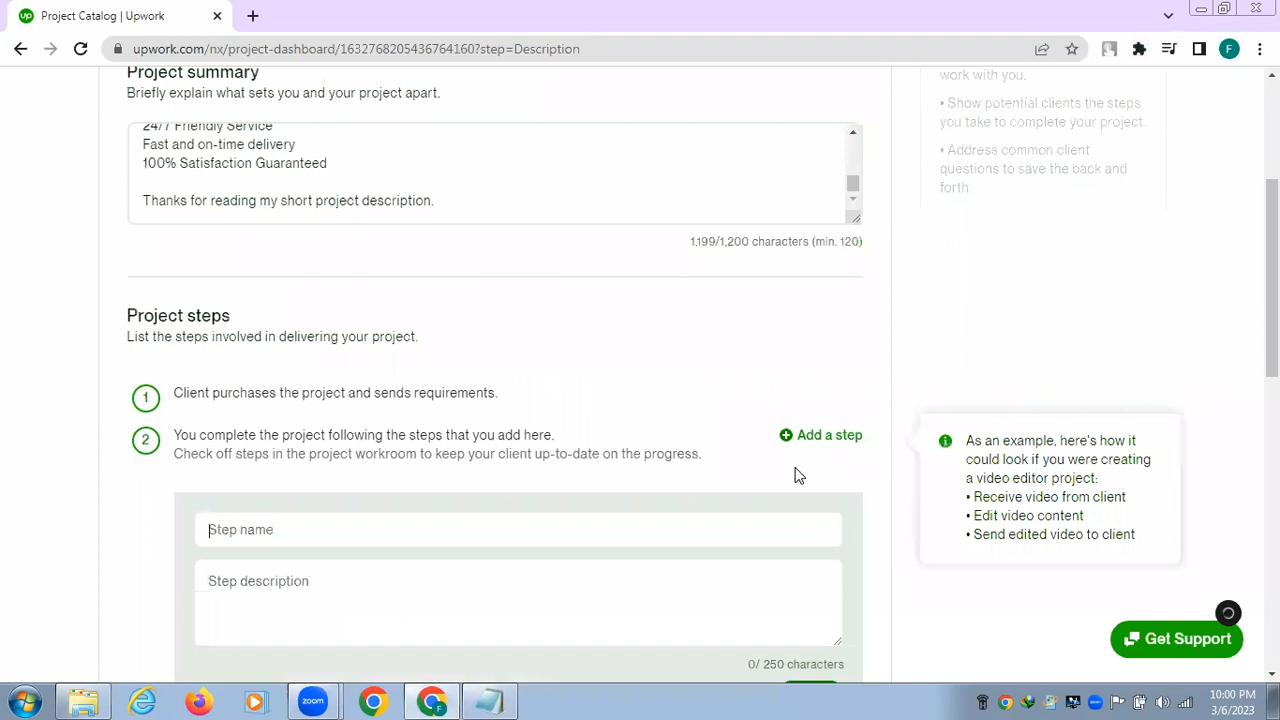 up Project Catalog | Upwork
upwork.com/nx/project-dashboard/1632768205436764160?step=Description
F
Project summary
Briefly explain what sets you and your project apart.
24/7 Friendly Service
Fast and on-time delivery
100% Satisfaction Guaranteed
Thanks for reading my short project description.
1,199/1,200 characters (min. 120)
work with you.
• Show potential clients the steps
you take to complete your project.
• Address common client
questions to save the back and
forth.
Project steps
List the steps involved in delivering your project.
1 Client purchases the project and sends requirements.
2 You complete the project following the steps that you add here.
Add a step
Check off steps in the project workroom to keep your client up-to-date on the progress.
Step name
Step description
0/ 250 characters
As an example, here's how it
could look if you were creating
a video editor project:
• Receive video from client
• Edit video content
• Send edited video to client
Get Support
zoom
F
10:00 PM
3/6/2023